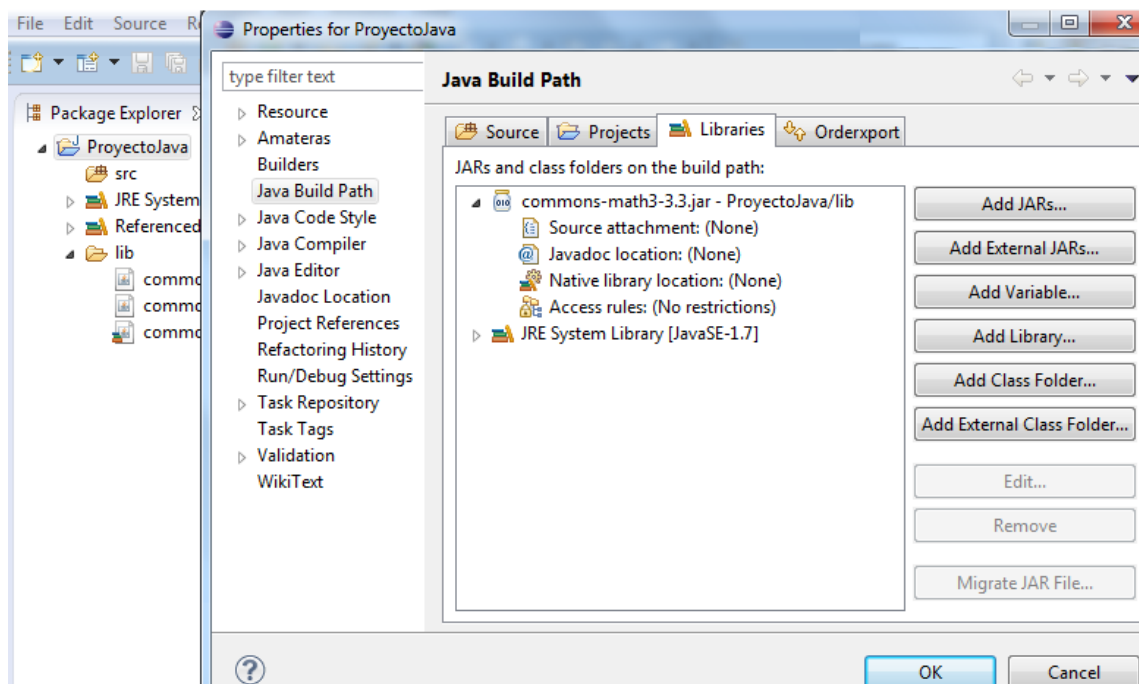 File Edit Source R
Properties for ProyectoJava
Package Explorer
ProyectoJava
src
JRE System
Referenced
lib
commo
commo
commo
type filter text
Resource
Amateras
Builders
Java Build Path
Java Code Style
Java Compiler
Java Editor
Javadoc Location
Project References
Refactoring History
Run/Debug Settings
Task Repository
Task Tags
Validation
WikiText
Java Build Path
Source Projects Libraries Orderxport
JARs and class folders on the build path:
commons-math3-3.3.jar - ProyectoJava/lib
Source attachment: (None)
Javadoc location: (None)
Native library location: (None)
Access rules: (No restrictions)
JRE System Library [JavaSE-1.7]
Add JARs...
Add External JARs...
Add Variable...
Add Library...
Add Class Folder...
Add External Class Folder...
Edit...
Remove
Migrate JAR File...
OK Cancel